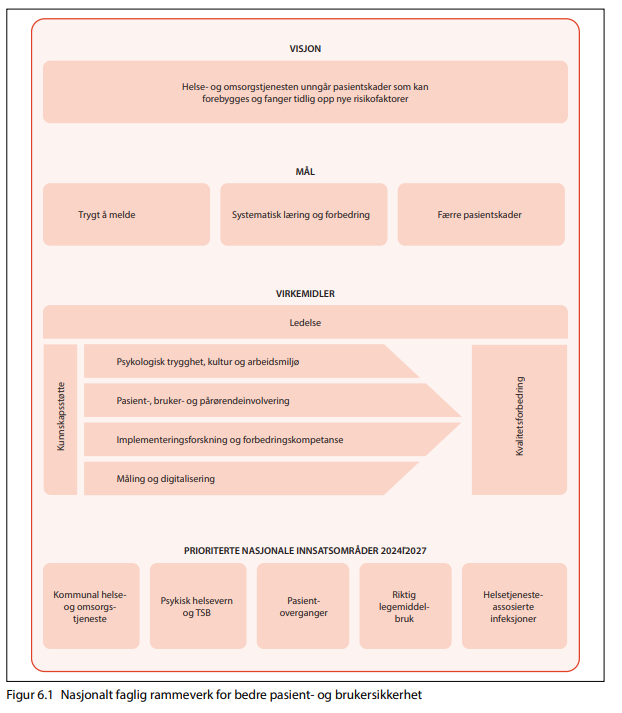 VISJON
Helse- og omsorgstjenesten unngår pasientskader som kan
forebygges og fanger tidlig opp nye risikofaktorer
MÅL
Trygt å melde
Systematisk læring og forbedring
Færre pasientskader
VIRKEMIDLER
Ledelse
Kunnskapsstøtte
Psykologisk trygghet, kultur og arbeidsmiljø
Pasient-, bruker- og pårørendeinvolvering
Implementeringsforskning og forbedringskompetanse
Måling og digitalisering
Kvalitetsforbedring
PRIORITERTE NASJONALE INNSATSOMRÅDER 2024ľ2027
Kommunal helse-
og omsorgs-
tjeneste
Psykisk helsevern
og TSB
Pasient-
overganger
Riktig
legemiddel-
bruk
Helsetjeneste-
assosierte
infeksjoner
Figur 6.1 Nasjonalt faglig rammeverk for bedre pasient- og brukersikkerhet